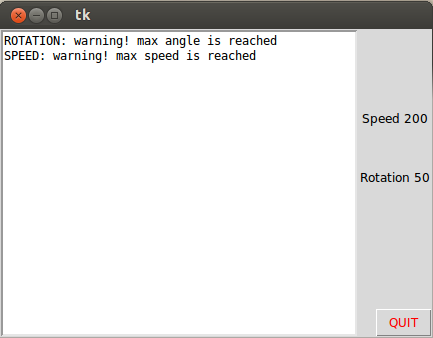 tk
ROTATION: warning! max angle is reached
SPEED: warning! max speed is reached
Speed 200
Rotation 50
QUIT